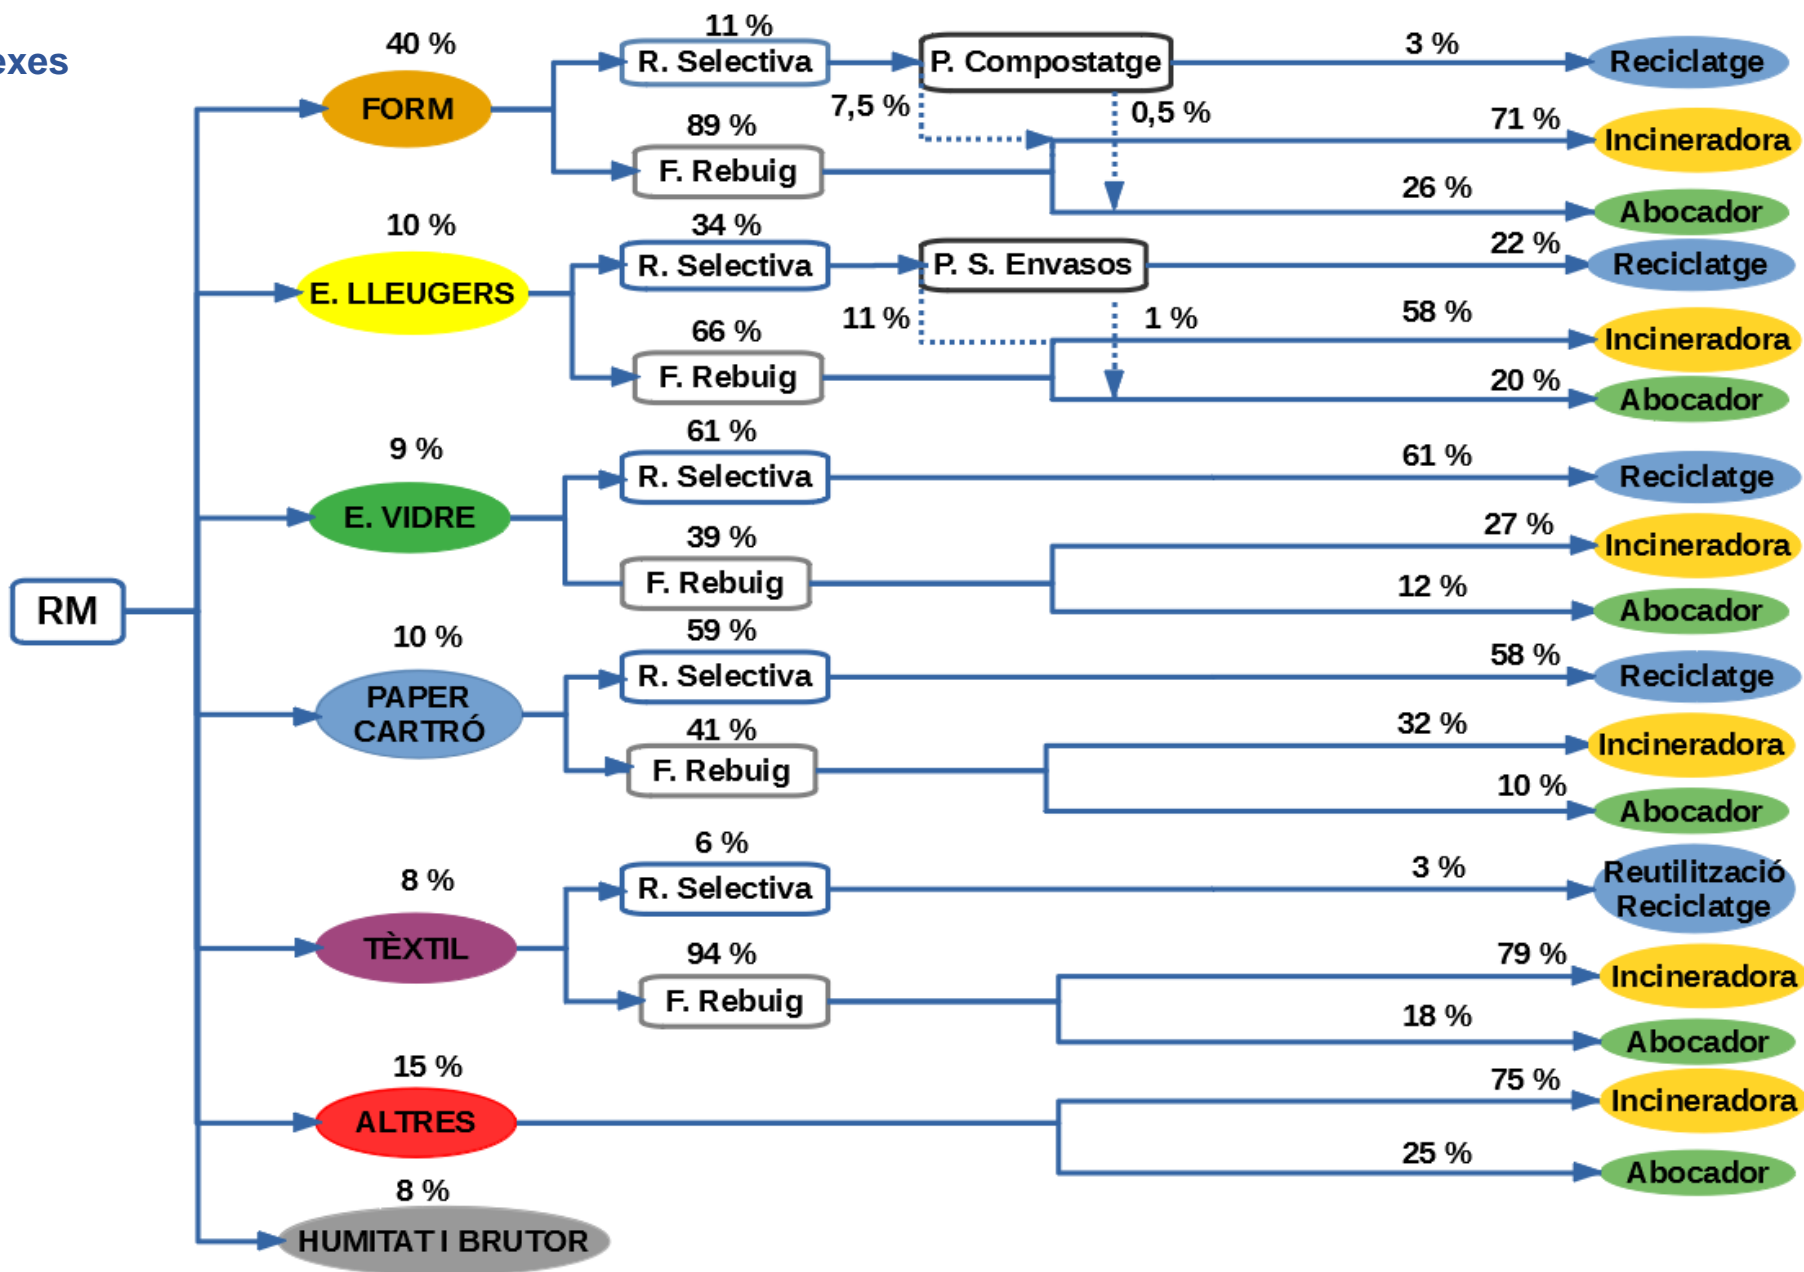 exes
40 %
FORM
11 %
R. Selectiva
P. Compostatge
3 %
Reciclatge
7,5 %
0,5 %
89 %
F. Rebuig
71 %
Incineradora
26 %
Abocador
10 %
E. LLEUGERS
34 %
R. Selectiva
P. S. Envasos
22 %
Reciclatge
11 %
1 %
66 %
F. Rebuig
58 %
Incineradora
20 %
Abocador
9 %
E. VIDRE
61 %
R. Selectiva
61 %
Reciclatge
39 %
F. Rebuig
27 %
Incineradora
12 %
Abocador
RM
10 %
PAPER
CARTRÓ
59 %
R. Selectiva
58 %
Reciclatge
41 %
F. Rebuig
32 %
Incineradora
10 %
Abocador
8 %
TÈXTIL
6 %
R. Selectiva
3 %
Reutilització
Reciclatge
94 %
F. Rebuig
79 %
Incineradora
18 %
Abocador
15 %
ALTRES
75 %
Incineradora
25 %
Abocador
8 %
HUMITAT I BRUTOR